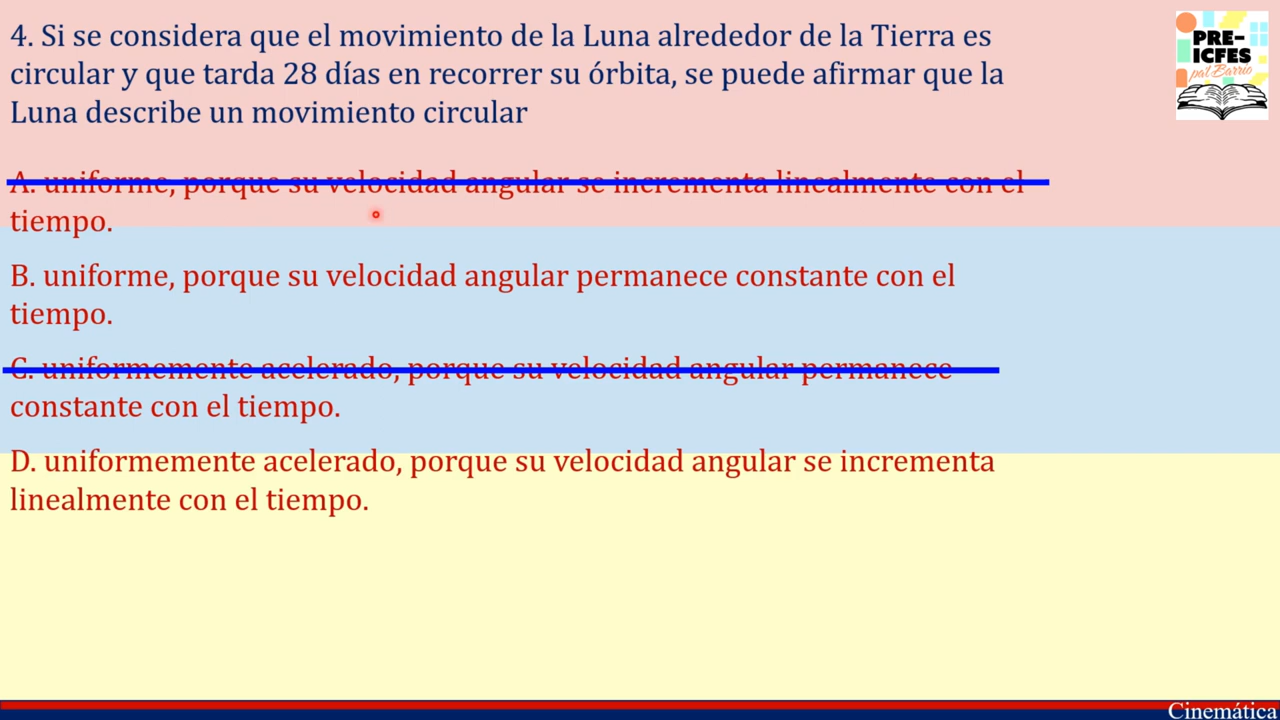 4. Si se considera que el movimiento de la Luna alrededor de la Tierra es
circular y que tarda 28 días en recorrer su órbita, se puede afirmar que la
Luna describe un movimiento circular
PRE-
ICFES
pal Barrio
A. uniforme, porque su velocidad angular se incrementa linealmente con el
tiempo.
B. uniforme, porque su velocidad angular permanece constante con el
tiempo.
C. uniformemente acelerado, porque su velocidad angular permanece
constante con el tiempo.
D. uniformemente acelerado, porque su velocidad angular se incrementa
linealmente con el tiempo.
Cinemática